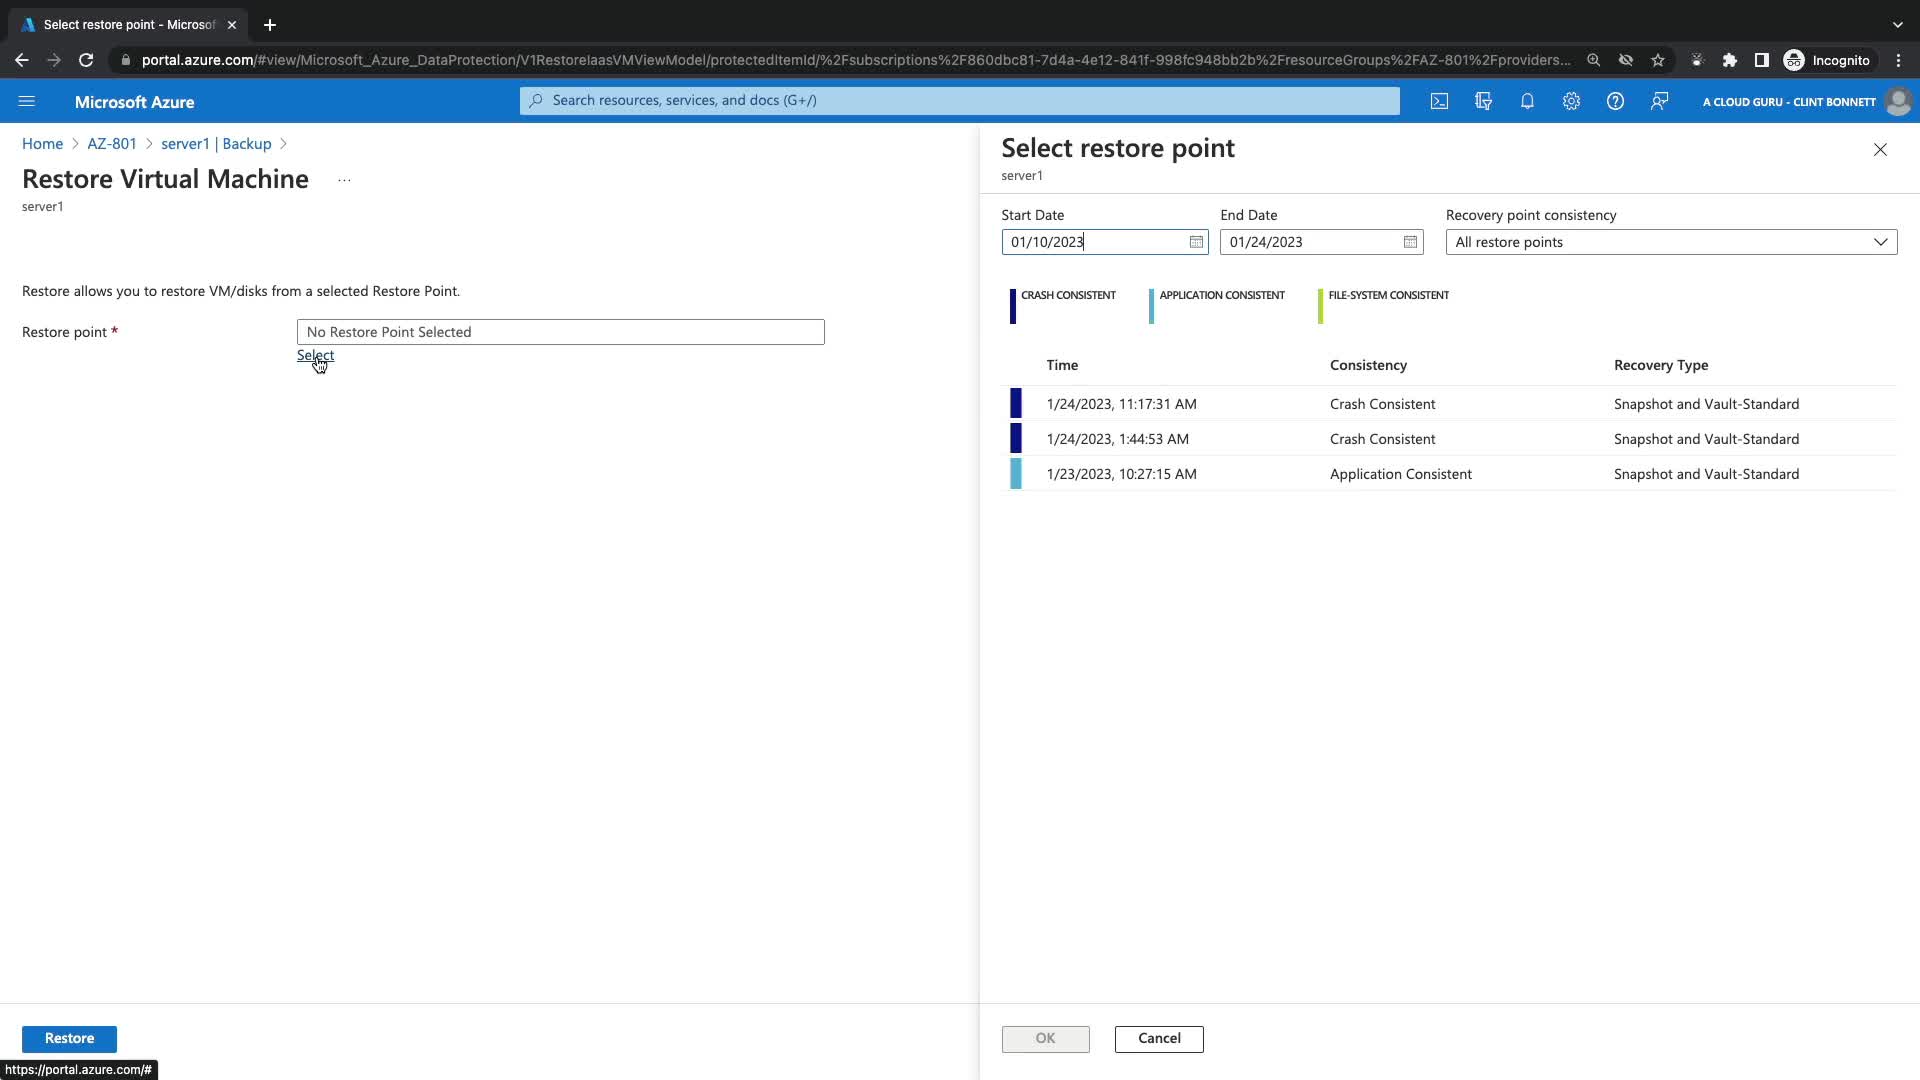 Select restore point - Microsof
portal.azure.com/#view/Microsoft_Azure_DataProtection/V1RestoreIaasVMViewModel/protectedItemId/%2Fsubscriptions%2F860dbc81-7d4a-4e12-841f-998fc948bb2b%2FresourceGroups%2FAZ-801%2Fproviders...
Incognito
Microsoft Azure
Search resources, services, and docs (G+/)
A CLOUD GURU - CLINT BONNETT
Home > AZ-801 > server1 | Backup >
Restore Virtual Machine ...
server1
Restore allows you to restore VM/disks from a selected Restore Point.
Restore point *
No Restore Point Selected
Select
Restore
https://portal.azure.com/#
Select restore point
server1
Start Date End Date Recovery point consistency
01/10/2023 01/24/2023 All restore points
CRASH CONSISTENT APPLICATION CONSISTENT FILE-SYSTEM CONSISTENT
Time Consistency Recovery Type
1/24/2023, 11:17:31 AM Crash Consistent Snapshot and Vault-Standard
1/24/2023, 1:44:53 AM Crash Consistent Snapshot and Vault-Standard
1/23/2023, 10:27:15 AM Application Consistent Snapshot and Vault-Standard
OK Cancel